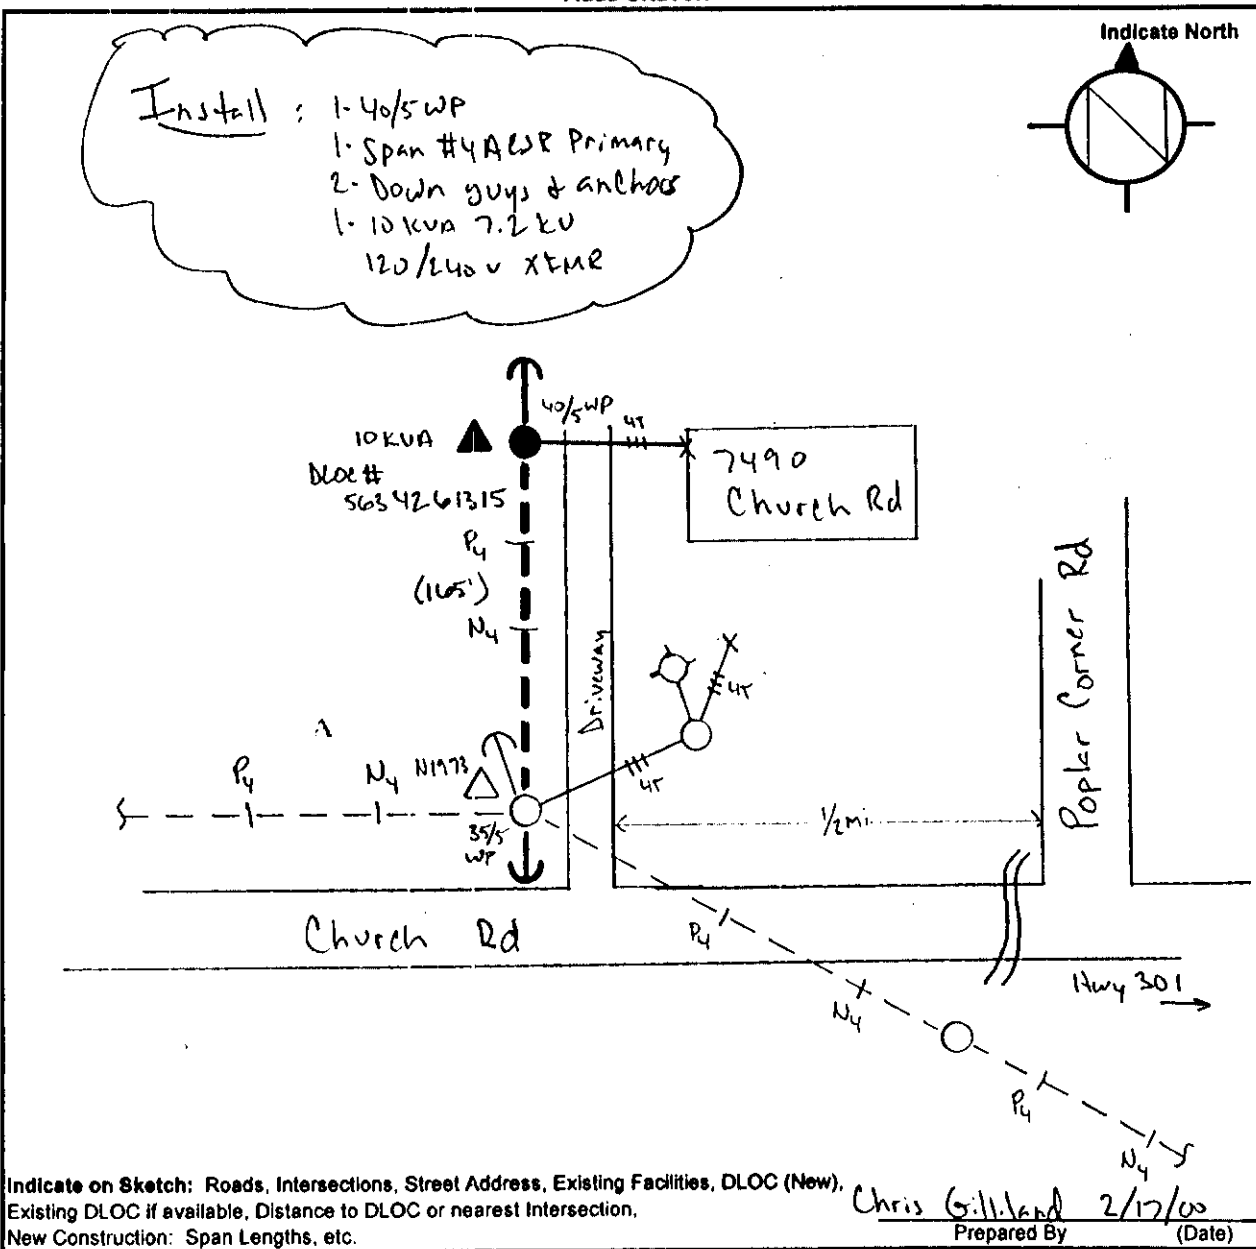 Indicate North
Install : 1- 40/5 WP
1- Span #4 ACSR Primary
2- Down guys & anchors
1- 10 KVA 7.2 KV
120/240 V XFMR
40/5 WP
4T
10 KVA
DLOC #
5634261315
7490
Church Rd
P4
(165')
N4
Driveway
4T
Poplar Corner Rd
P4
N4
N1973
4T
35/5
WP
1/2 Mi.
Church Rd
P4
N4
Hwy 301
P4
N4
Indicate on Sketch: Roads, Intersections, Street Address, Existing Facilities, DLOC (New),
Existing DLOC if available, Distance to DLOC or nearest Intersection,
New Construction: Span Lengths, etc.
Chris Gilliland 2/17/00
Prepared By (Date)